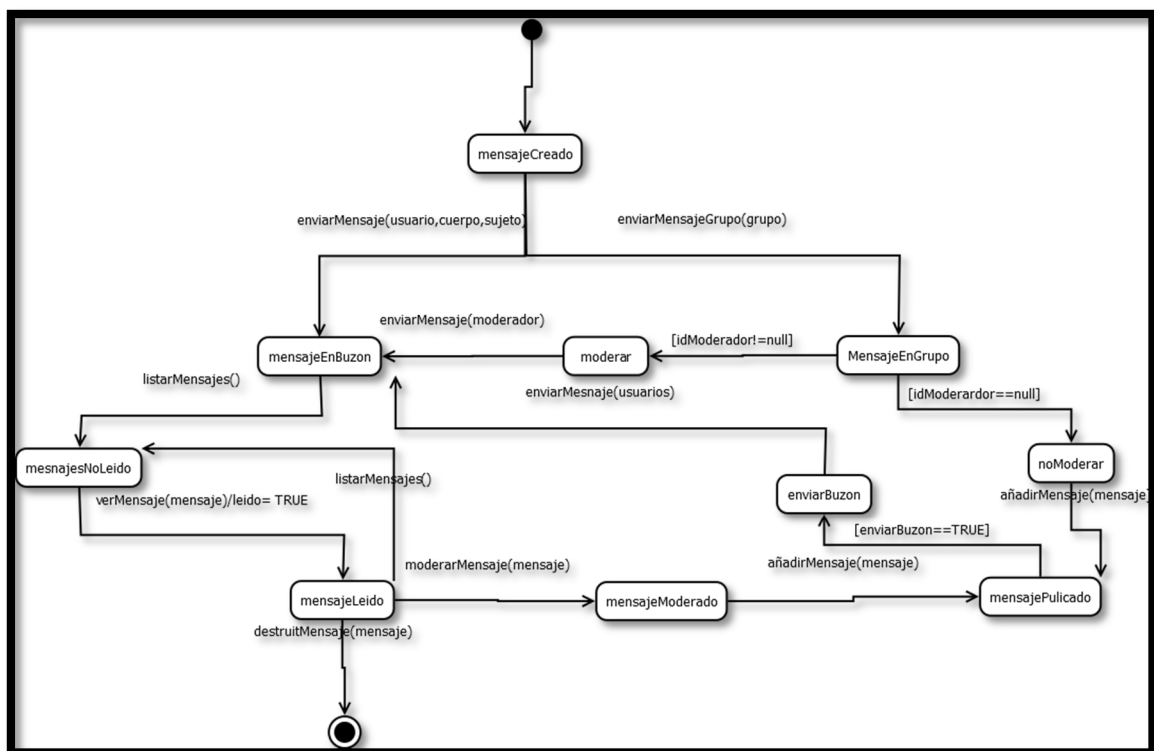 mensajeCreado
enviarMensaje(usuario,cuerpo,sujeto)
enviarMensajeGrupo(grupo)
enviarMensaje(moderador)
[idModerador!=null]
mensajeEnBuzon
moderar
MensajeEnGrupo
listarMensajes()
enviarMesnaje(usuarios)
[idModerardor==null]
mesnajesNoLeido
noModerar
listarMensajes()
enviarBuzon
verMensaje(mensaje)/leido= TRUE
añadirMensaje(mensaje)
[enviarBuzon==TRUE]
moderarMensaje(mensaje)
añadirMensaje(mensaje)
mensajeLeido
mensajeModerado
mensajePulicado
destruitMensaje(mensaje)